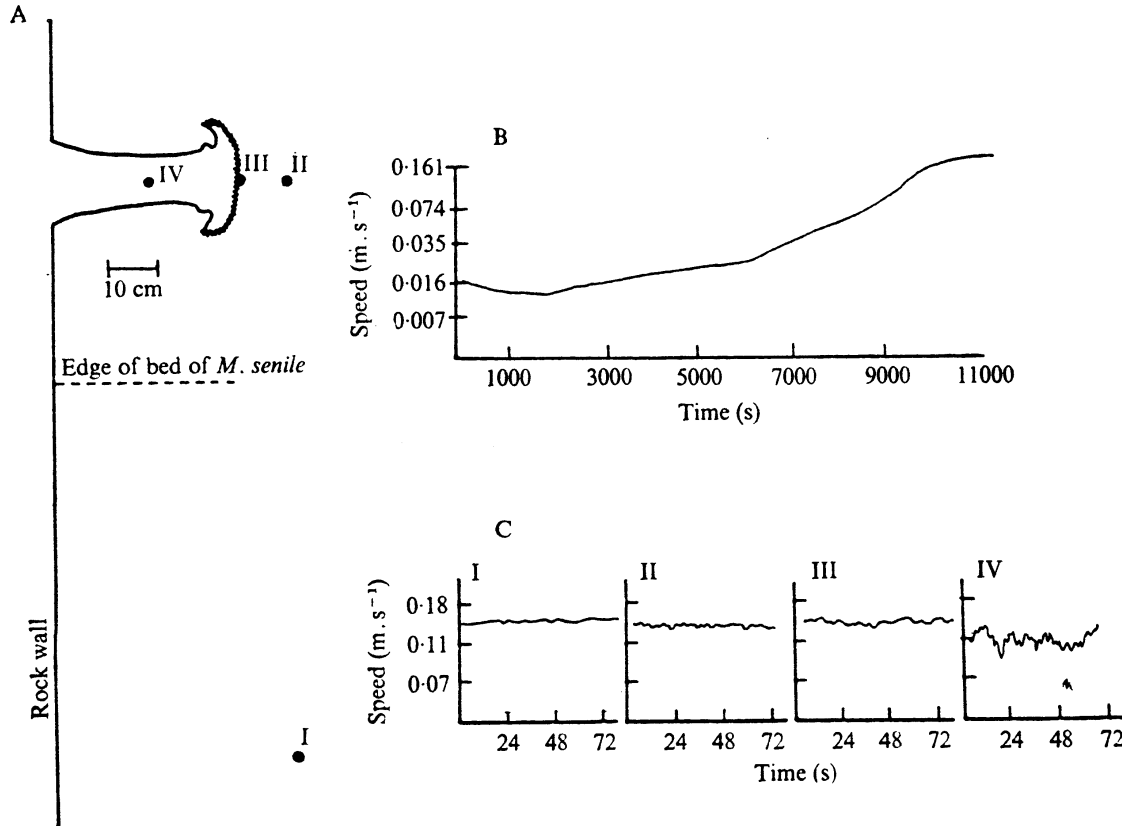 A
IV
III
II
10 cm
Edge of bed of M. senile
Rock wall
I
B
Speed (m.s⁻¹)
0·161
0·074
0·035
0·016
0·007
1000 3000 5000 7000 9000 11000
Time (s)
C
I II III IV
Speed (m.s⁻¹)
0·18
0·11
0·07
24 48 72 24 48 72 24 48 72 24 48 72
Time (s)